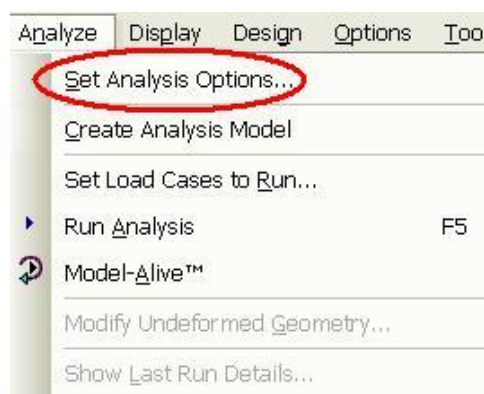 Analyze Display Design Options Too
Set Analysis Options...
Create Analysis Model
Set Load Cases to Run...
Run Analysis F5
Model-Alive™
Modify Undeformed Geometry...
Show Last Run Details...